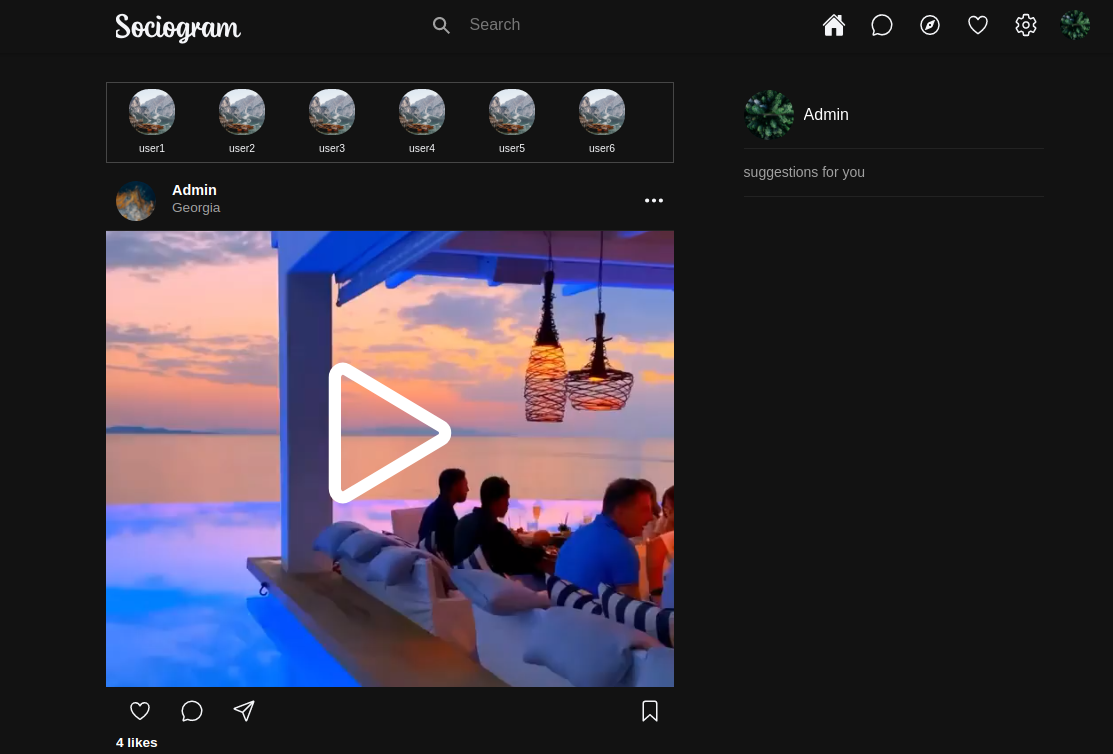 Sociogram
Search
user1
user2
user3
user4
user5
user6
Admin
Georgia
4 likes
Admin
suggestions for you